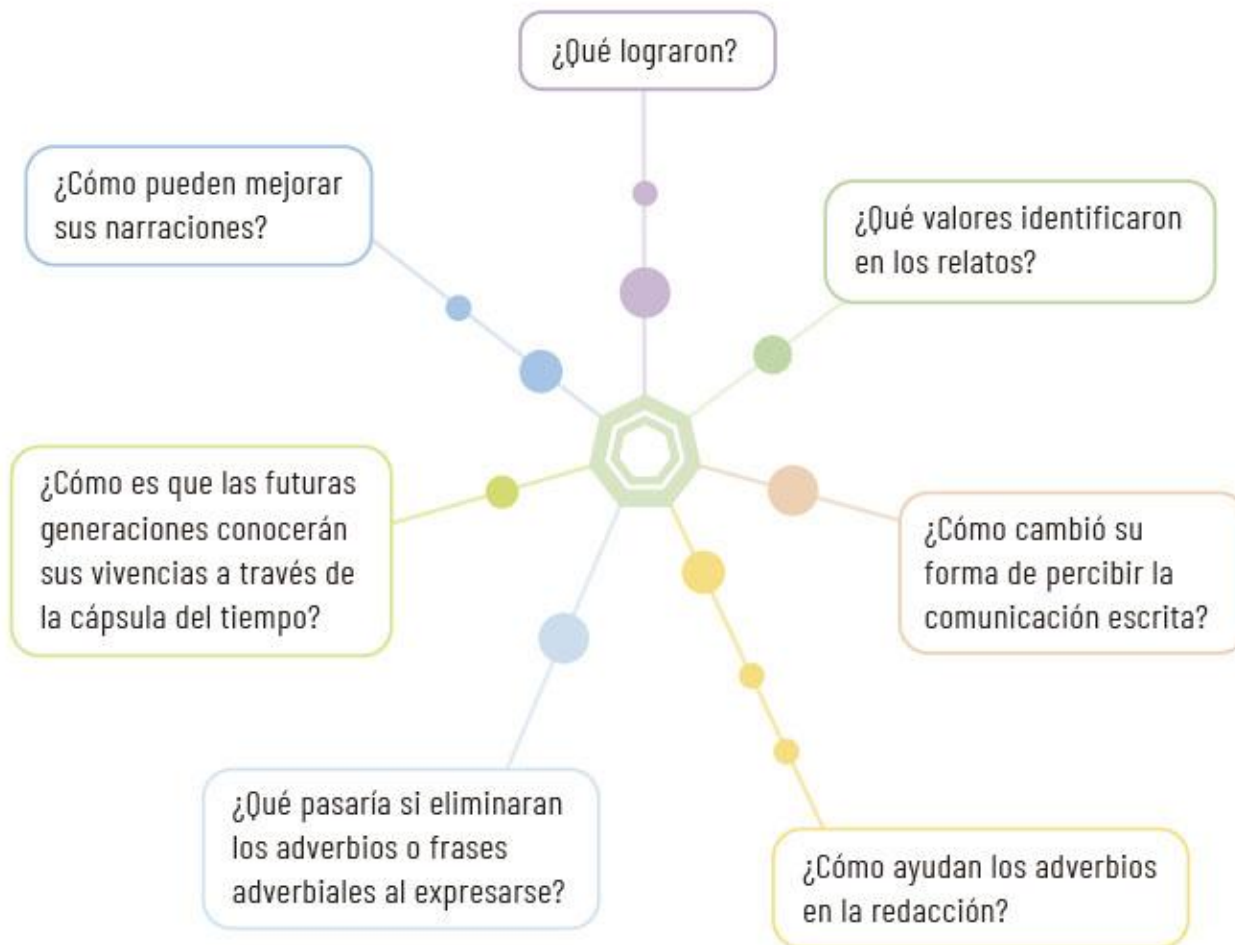 ¿Qué lograron?
¿Cómo pueden mejorar
sus narraciones?
¿Qué valores identificaron
en los relatos?
¿Cómo es que las futuras
generaciones conocerán
sus vivencias a través de
la cápsula del tiempo?
¿Cómo cambió su
forma de percibir la
comunicación escrita?
¿Qué pasaría si eliminaran
los adverbios o frases
adverbiales al expresarse?
¿Cómo ayudan los adverbios
en la redacción?